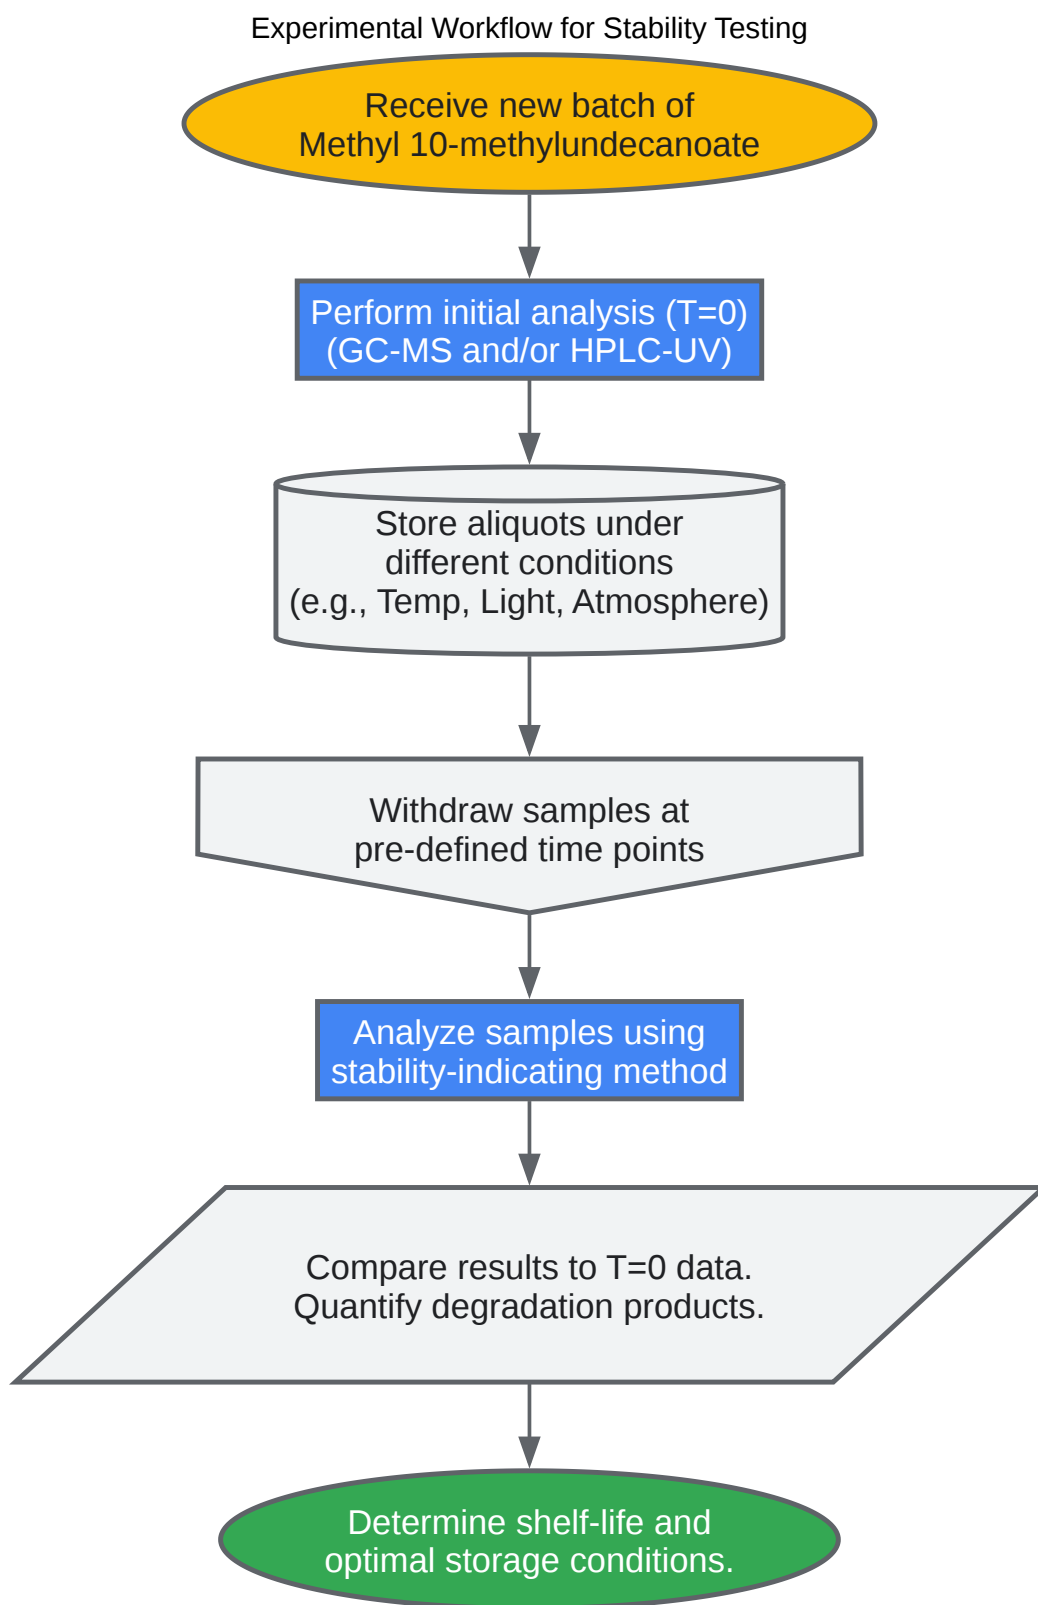 Experimental Workflow for Stability Testing
Receive new batch of
Methyl 10-methylundecanoate
Perform initial analysis (T=0)
(GC-MS and/or HPLC-UV)
Store aliquots under
different conditions
(e.g., Temp, Light, Atmosphere)
Withdraw samples at
pre-defined time points
Analyze samples using
stability-indicating method
Compare results to T=0 data.
Quantify degradation products.
Determine shelf-life and
optimal storage conditions.